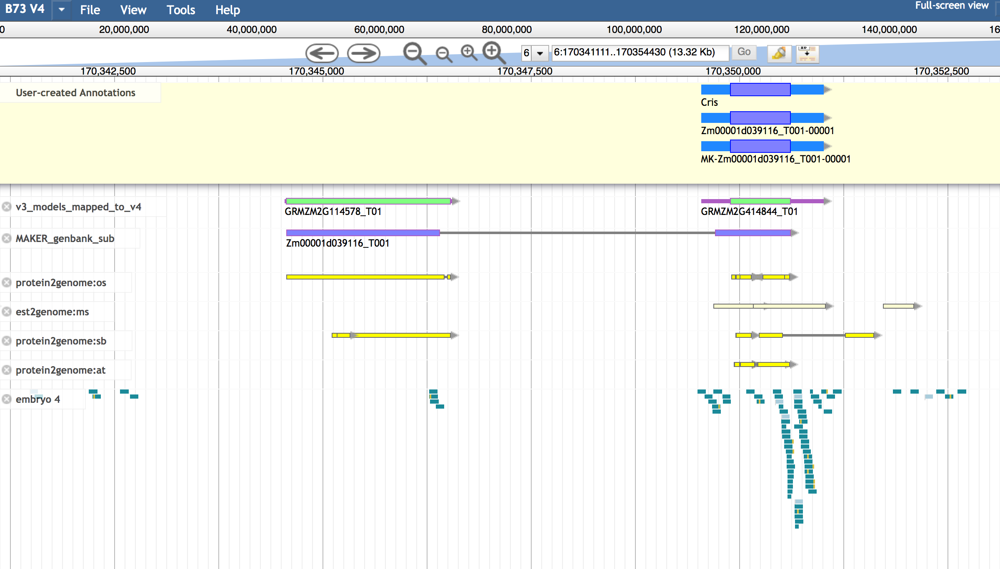 B73 V4 File View Tools Help Full-screen view
0 20,000,000 40,000,000 60,000,000 80,000,000 100,000,000 120,000,000 140,000,000 16
6 6:170341111..170354430 (13.32 Kb) Go
170,342,500 170,345,000 170,347,500 170,350,000 170,352,500
User-created Annotations
Cris
Zm00001d039116_T001-00001
MK-Zm00001d039116_T001-00001
v3_models_mapped_to_v4
GRMZM2G114578_T01 GRMZM2G414844_T01
MAKER_genbank_sub
Zm00001d039116_T001
protein2genome:os
est2genome:ms
protein2genome:sb
protein2genome:at
embryo 4